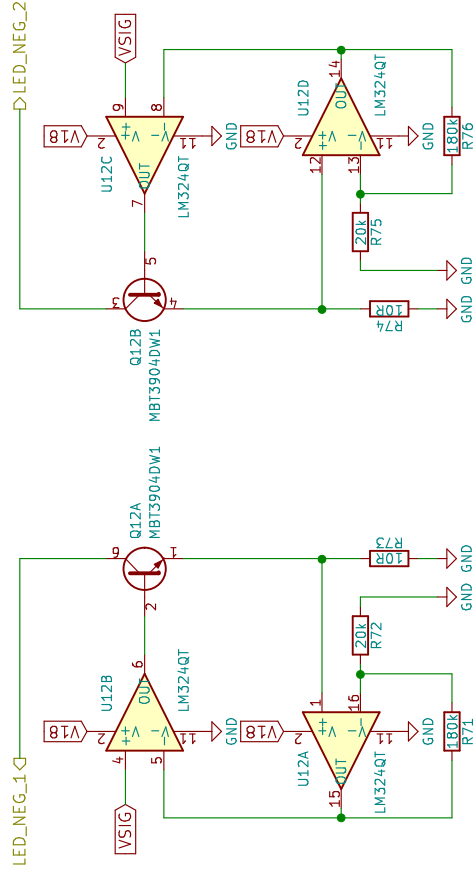 LED_NEG_2
VSIG
9
8
V18
2
+
V
−
11
GND
U12C
OUT
LM324QT
7
5
3
4
Q12B
MBT3904DW1
14
OUT
U12D
LM324QT
V18
2
+
V
−
11
GND
12
13
180k
R76
20k
R75
GND
10R
R74
GND
LED_NEG_1
VSIG
4
5
V18
2
+
V
−
11
GND
U12B
OUT
LM324QT
6
2
6
1
Q12A
MBT3904DW1
10R
R73
GND
20k
R72
GND
1
16
V18
2
+
V
−
11
GND
U12A
OUT
LM324QT
15
180k
R71